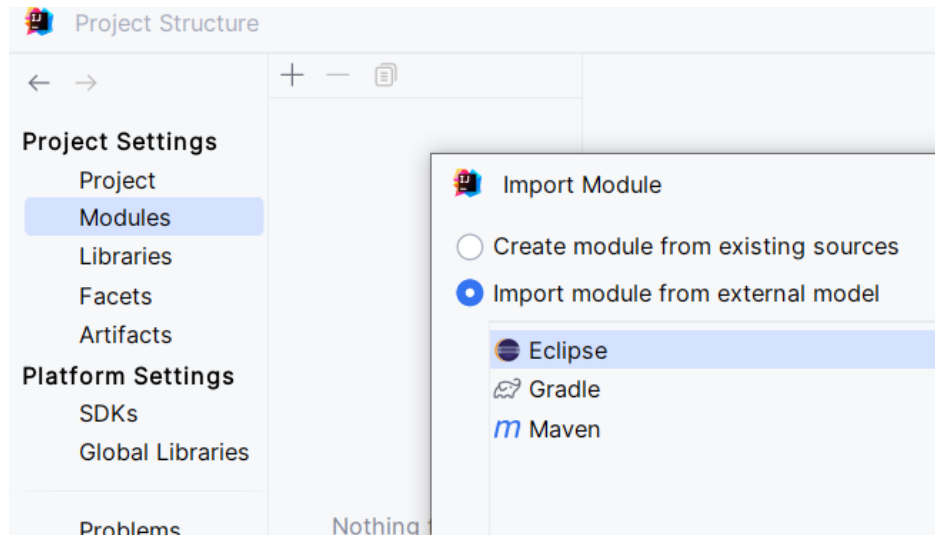 Project Structure
Project Settings
Project
Modules
Libraries
Facets
Artifacts
Platform Settings
SDKs
Global Libraries
Problems
Nothing
Import Module
Create module from existing sources
Import module from external model
Eclipse
Gradle
m Maven